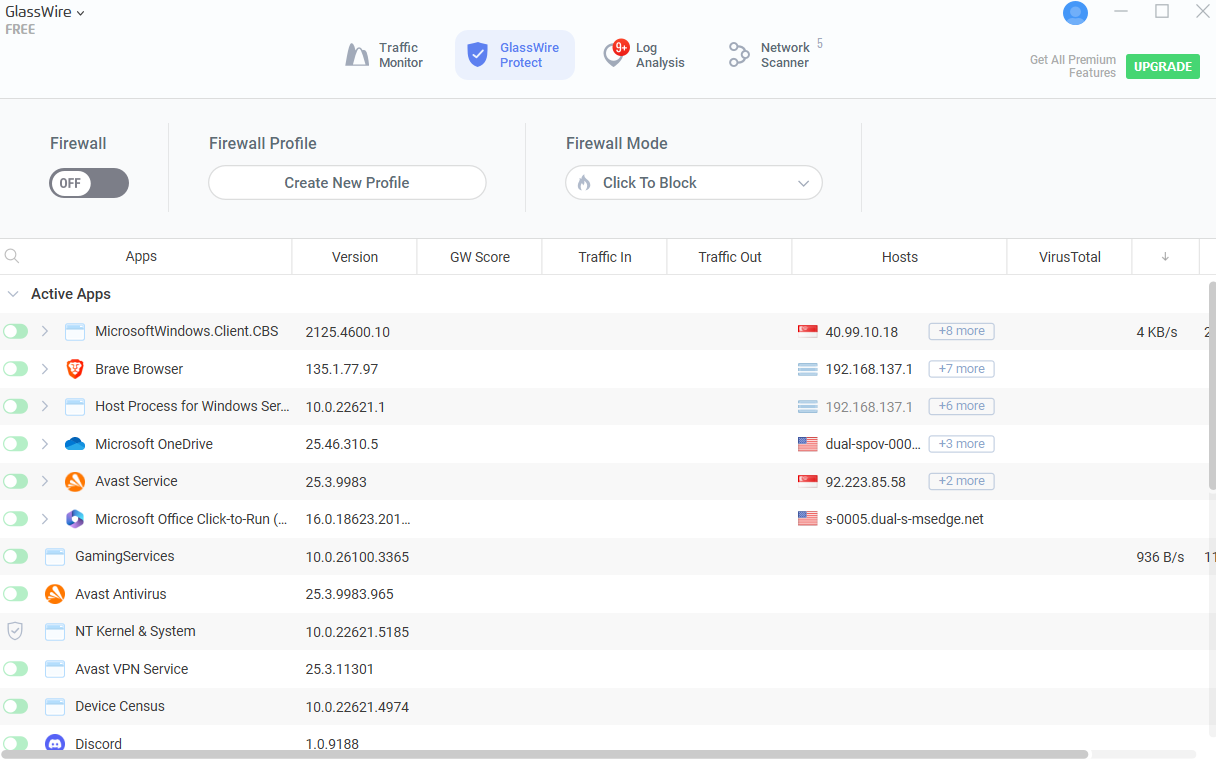 GlassWire
FREE
Traffic
Monitor
GlassWire
Protect
9+
Log
Analysis
Network 5
Scanner
Get All Premium
Features
UPGRADE
Firewall
Firewall Profile
Firewall Mode
OFF
Create New Profile
Click To Block
Apps Version GW Score Traffic In Traffic Out Hosts VirusTotal ↓
Active Apps
MicrosoftWindows.Client.CBS 2125.4600.10 40.99.10.18 +8 more 4 KB/s 2
Brave Browser 135.1.77.97 192.168.137.1 +7 more
Host Process for Windows Ser... 10.0.22621.1 192.168.137.1 +6 more
Microsoft OneDrive 25.46.310.5 dual-spov-000... +3 more
Avast Service 25.3.9983 92.223.85.58 +2 more
Microsoft Office Click-to-Run (... 16.0.18623.201... s-0005.dual-s-msedge.net
GamingServices 10.0.26100.3365 936 B/s 11
Avast Antivirus 25.3.9983.965
NT Kernel & System 10.0.22621.5185
Avast VPN Service 25.3.11301
Device Census 10.0.22621.4974
Discord 1.0.9188